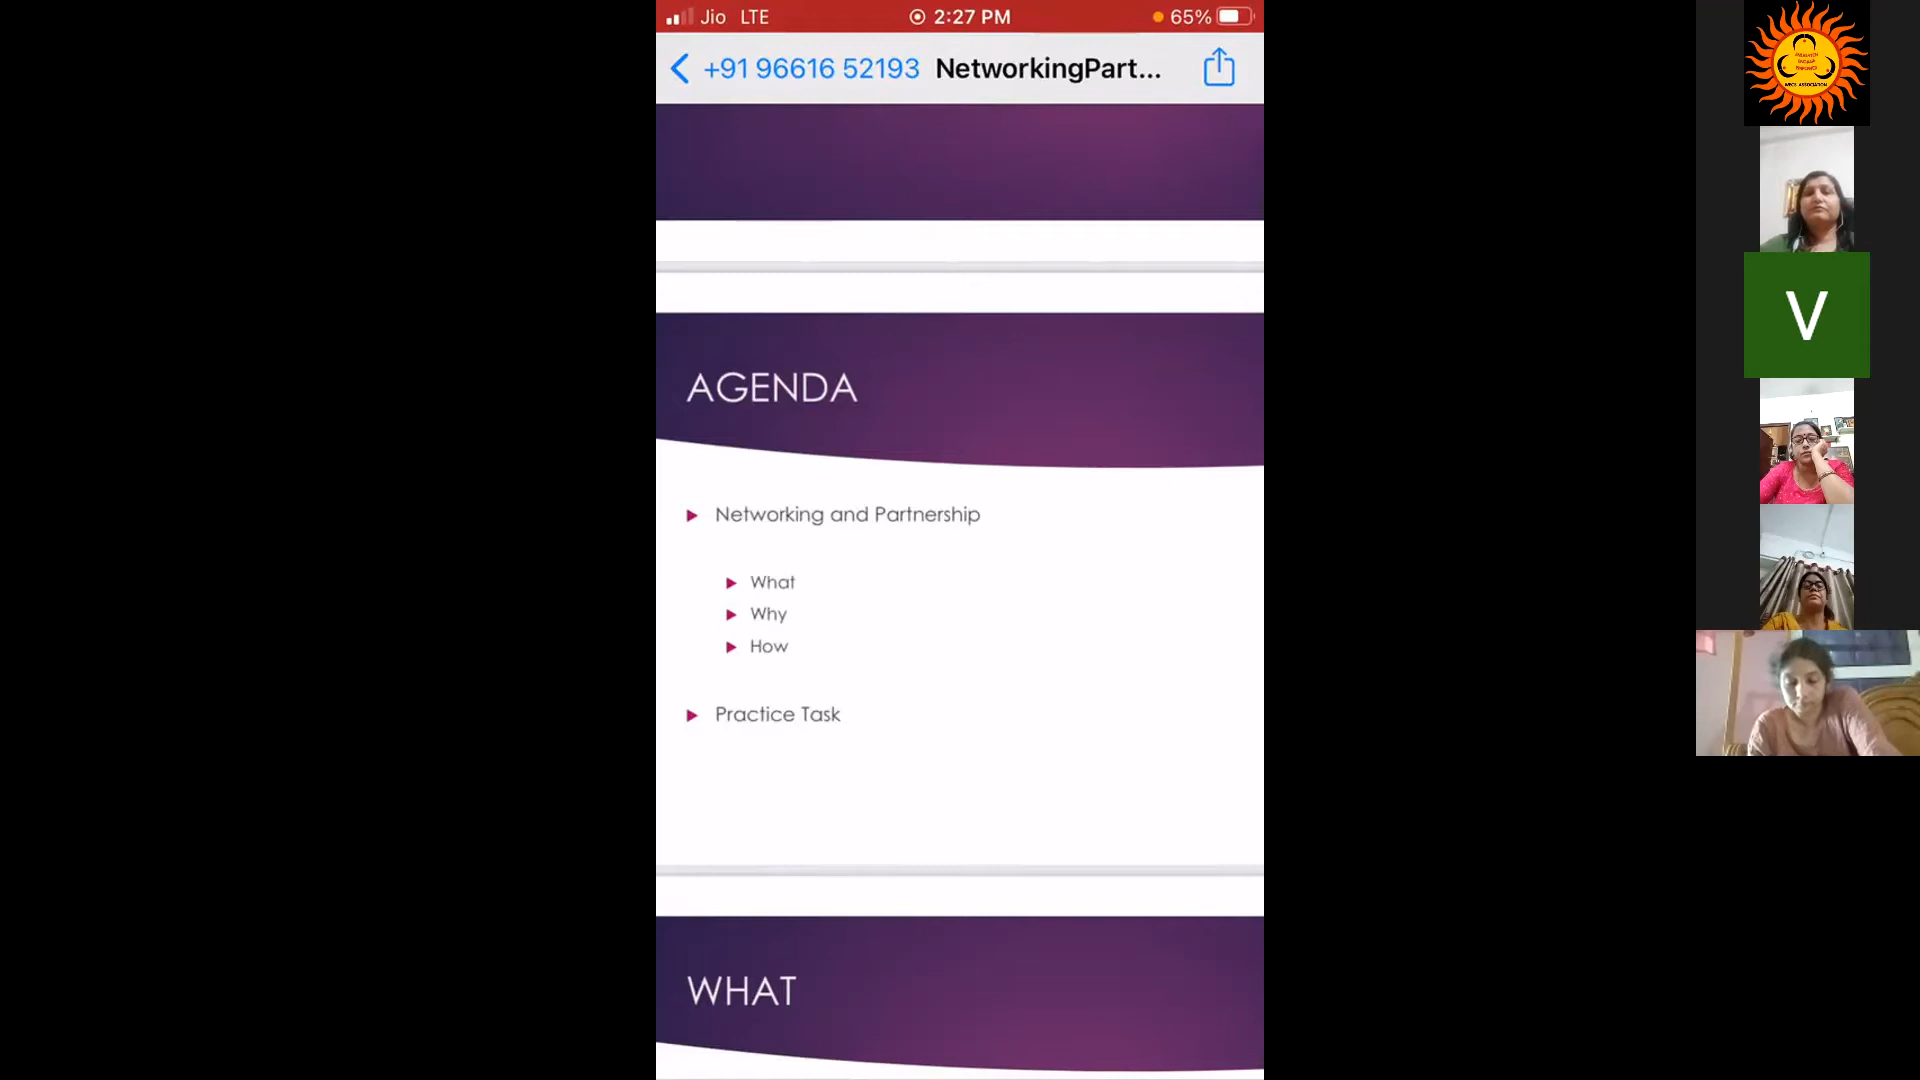 Jio LTE 2:27 PM 65%
+91 96616 52193 NetworkingPart...
AGENDA
Networking and Partnership
What
Why
How
Practice Task
WHAT
V